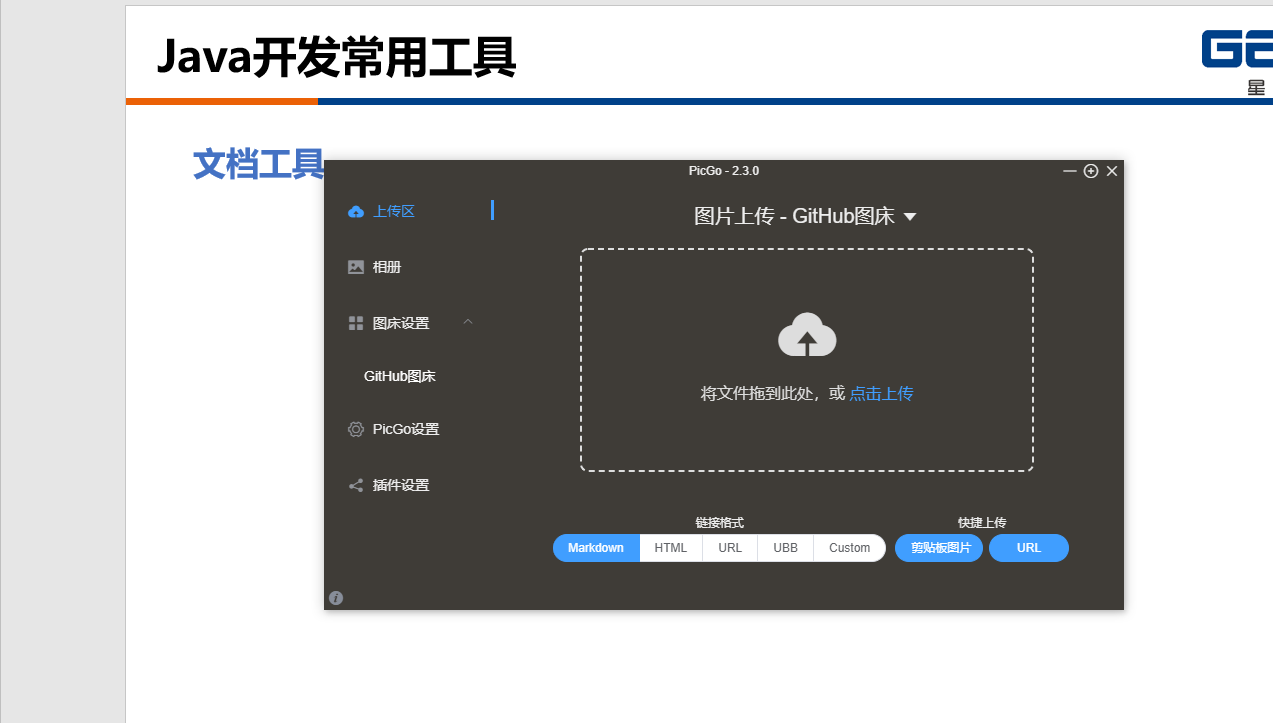 Java开发常用工具
GE
星
文档工具
PicGo - 2.3.0
上传区
相册
图床设置
GitHub图床
PicGo设置
插件设置
图片上传 - GitHub图床
将文件拖到此处，或 点击上传
链接格式
快捷上传
Markdown HTML URL UBB Custom
剪贴板图片 URL
i